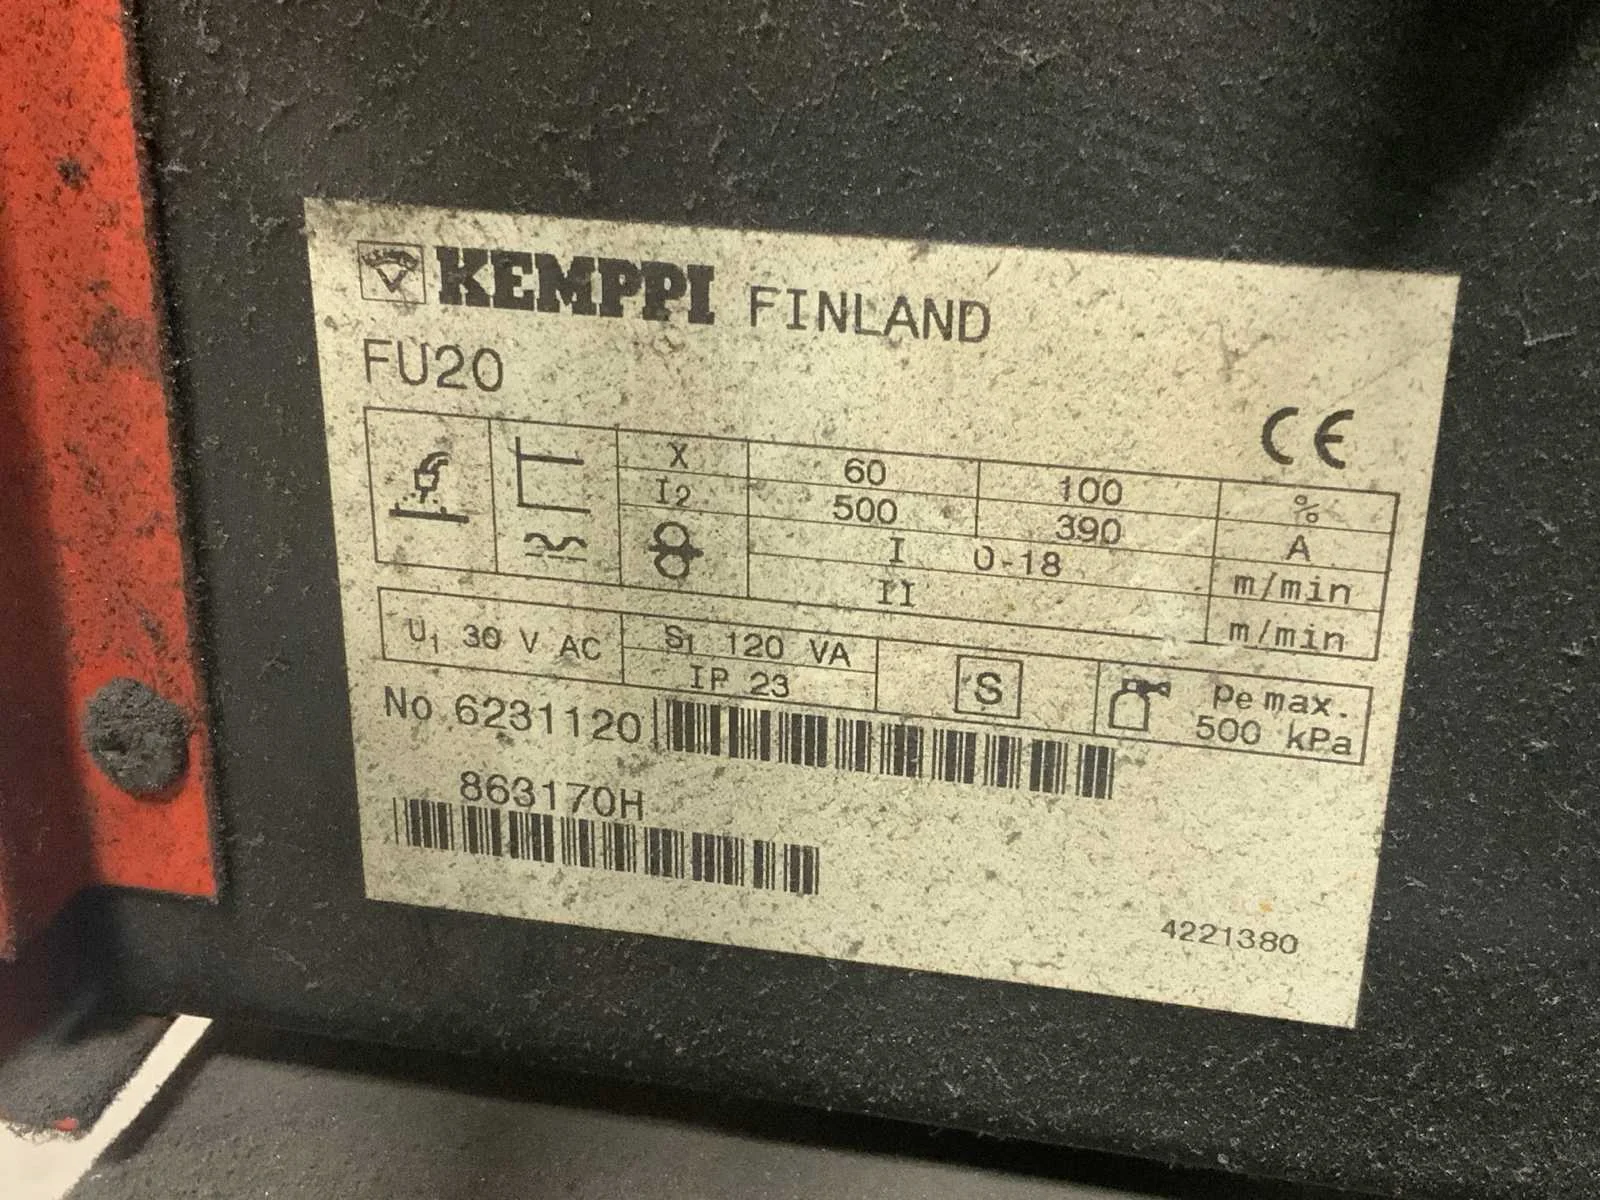 KEMPPI FINLAND
FU20
CE
X 60 100 %
I2 500 390 A
I 0-18 m/min
II m/min
U1 30 V AC S1 120 VA S Pe max.
IP 23 500 kPa
No 6231120
863170H
4221380